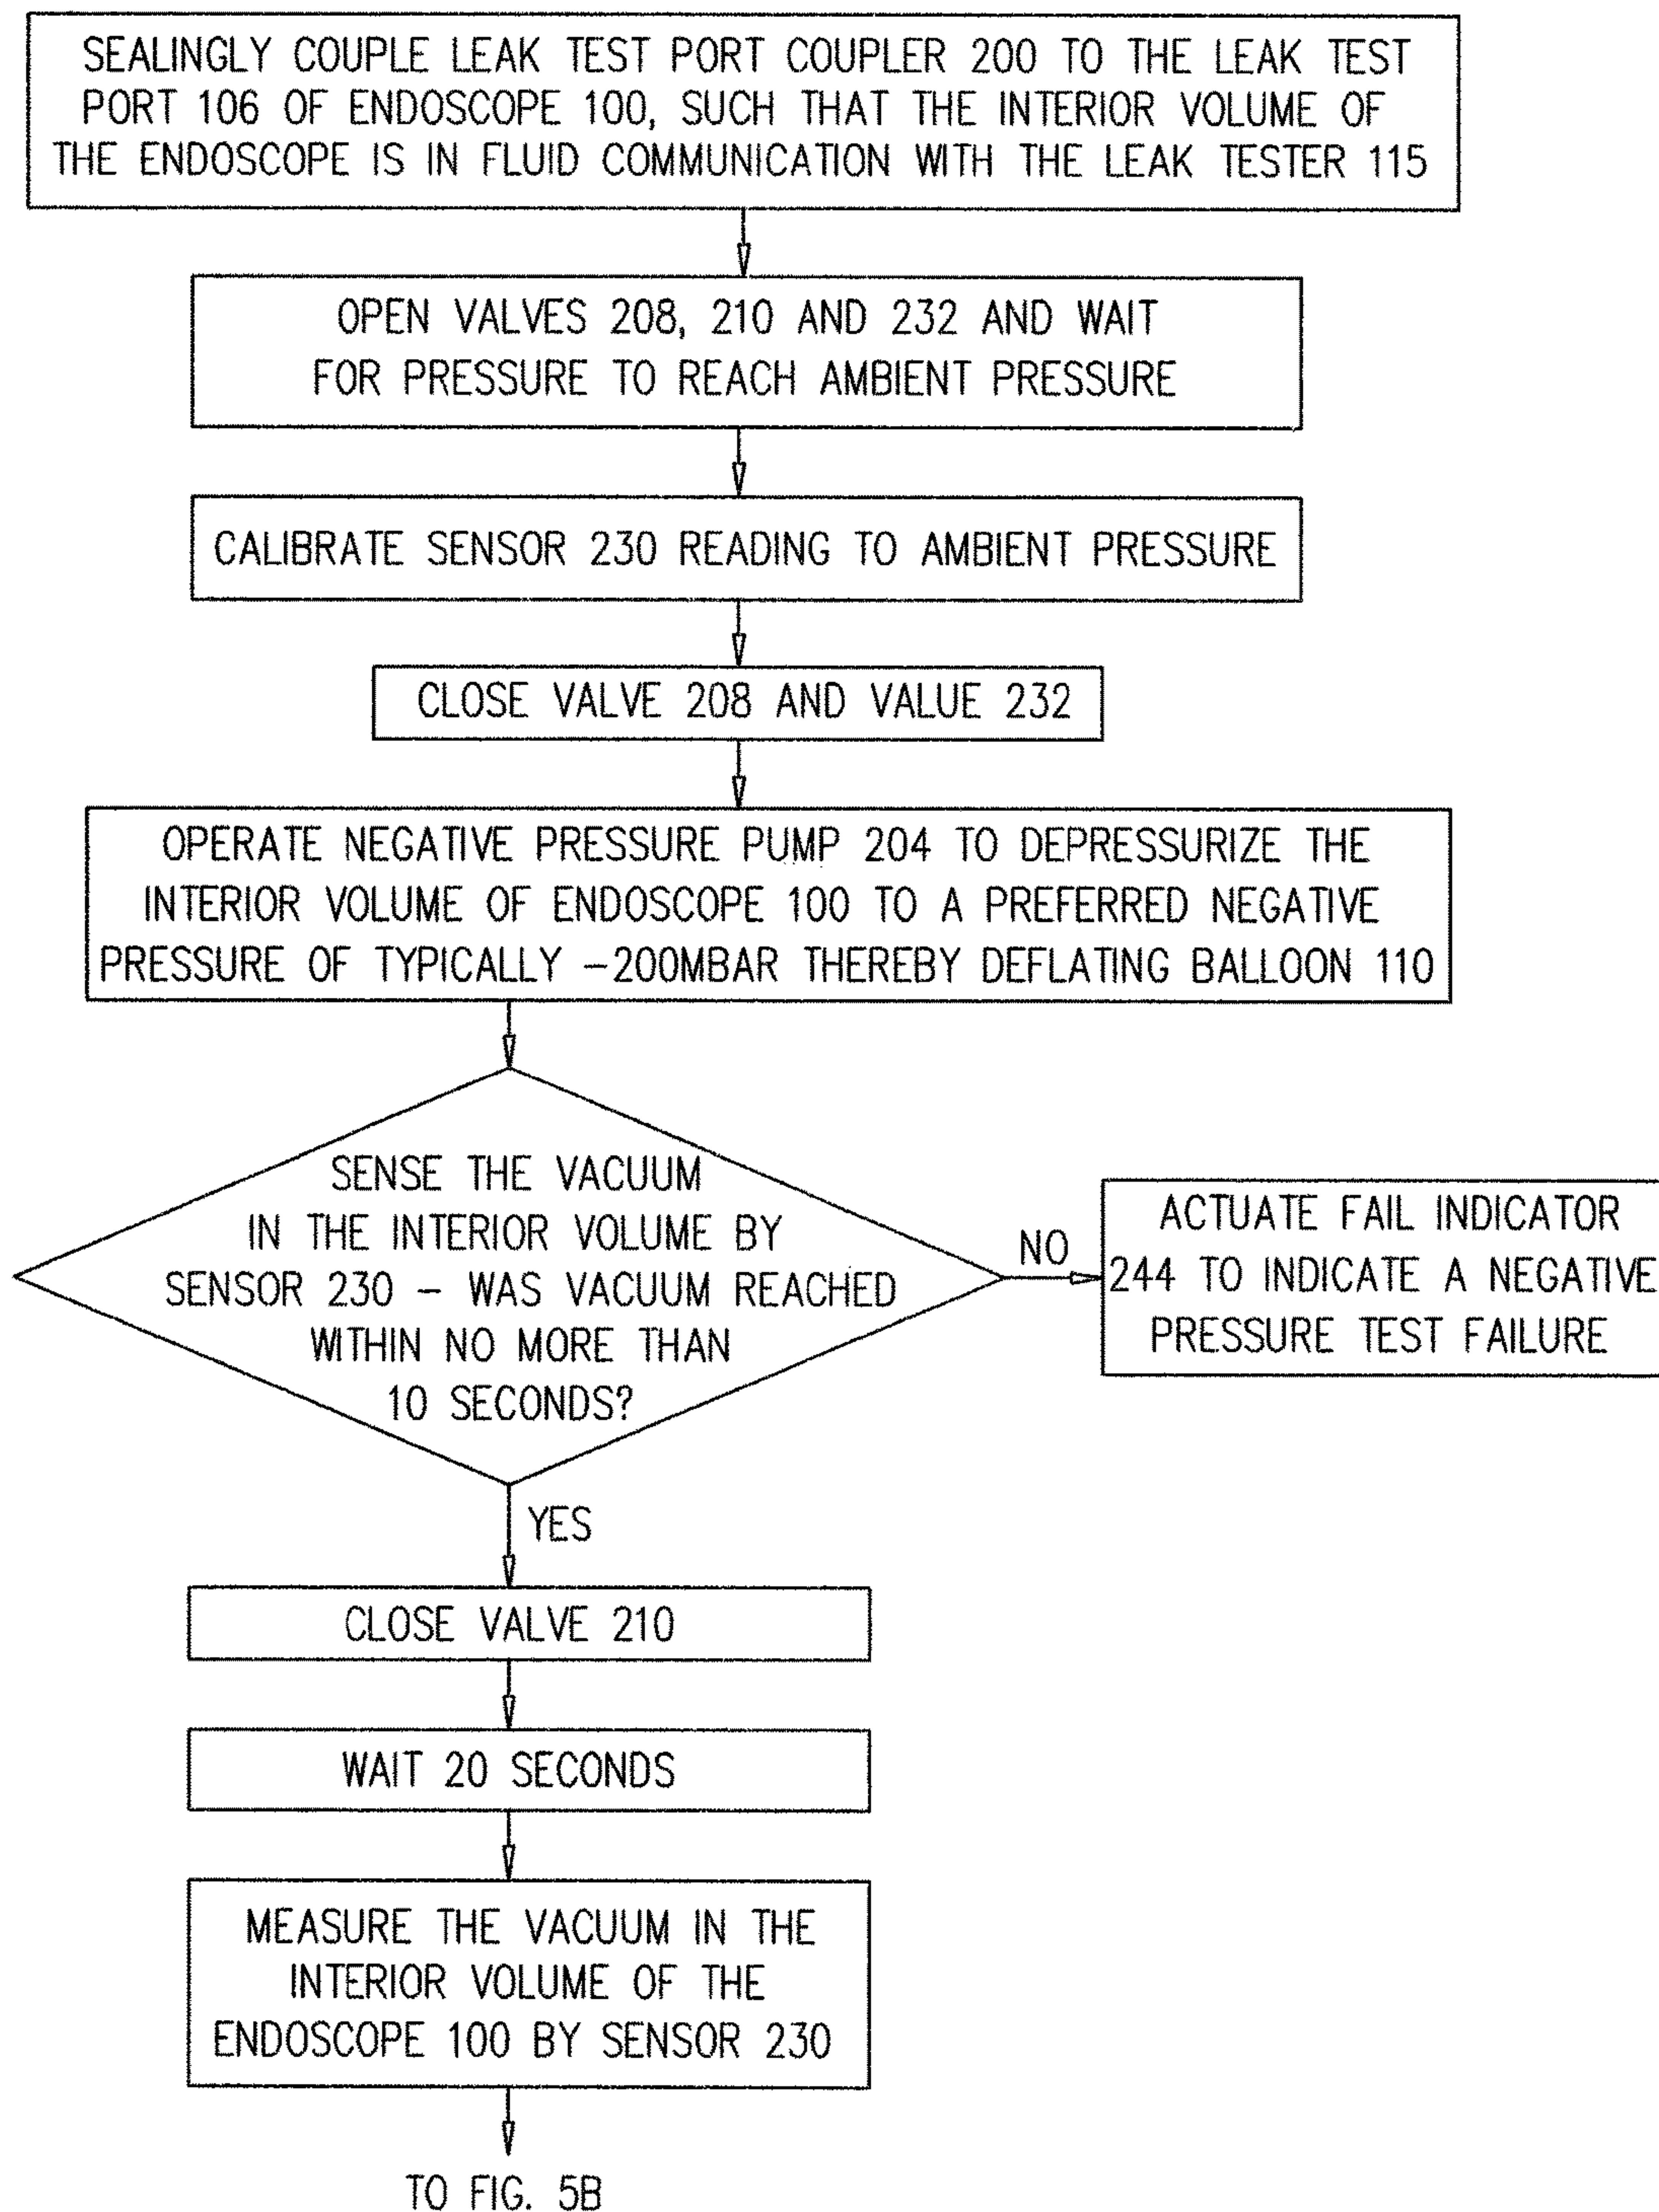 SEALINGLY COUPLE LEAK TEST PORT COUPLER 200 TO THE LEAK TEST
PORT 106 OF ENDOSCOPE 100, SUCH THAT THE INTERIOR VOLUME OF
THE ENDOSCOPE IS IN FLUID COMMUNICATION WITH THE LEAK TESTER 115
OPEN VALVES 208, 210 AND 232 AND WAIT
FOR PRESSURE TO REACH AMBIENT PRESSURE
CALIBRATE SENSOR 230 READING TO AMBIENT PRESSURE
CLOSE VALVE 208 AND VALUE 232
OPERATE NEGATIVE PRESSURE PUMP 204 TO DEPRESSURIZE THE
INTERIOR VOLUME OF ENDOSCOPE 100 TO A PREFERRED NEGATIVE
PRESSURE OF TYPICALLY -200MBAR THEREBY DEFLATING BALLOON 110
SENSE THE VACUUM
IN THE INTERIOR VOLUME BY
SENSOR 230 - WAS VACUUM REACHED
WITHIN NO MORE THAN
10 SECONDS?
NO
ACTUATE FAIL INDICATOR
244 TO INDICATE A NEGATIVE
PRESSURE TEST FAILURE
YES
CLOSE VALVE 210
WAIT 20 SECONDS
MEASURE THE VACUUM IN THE
INTERIOR VOLUME OF THE
ENDOSCOPE 100 BY SENSOR 230
TO FIG. 5B